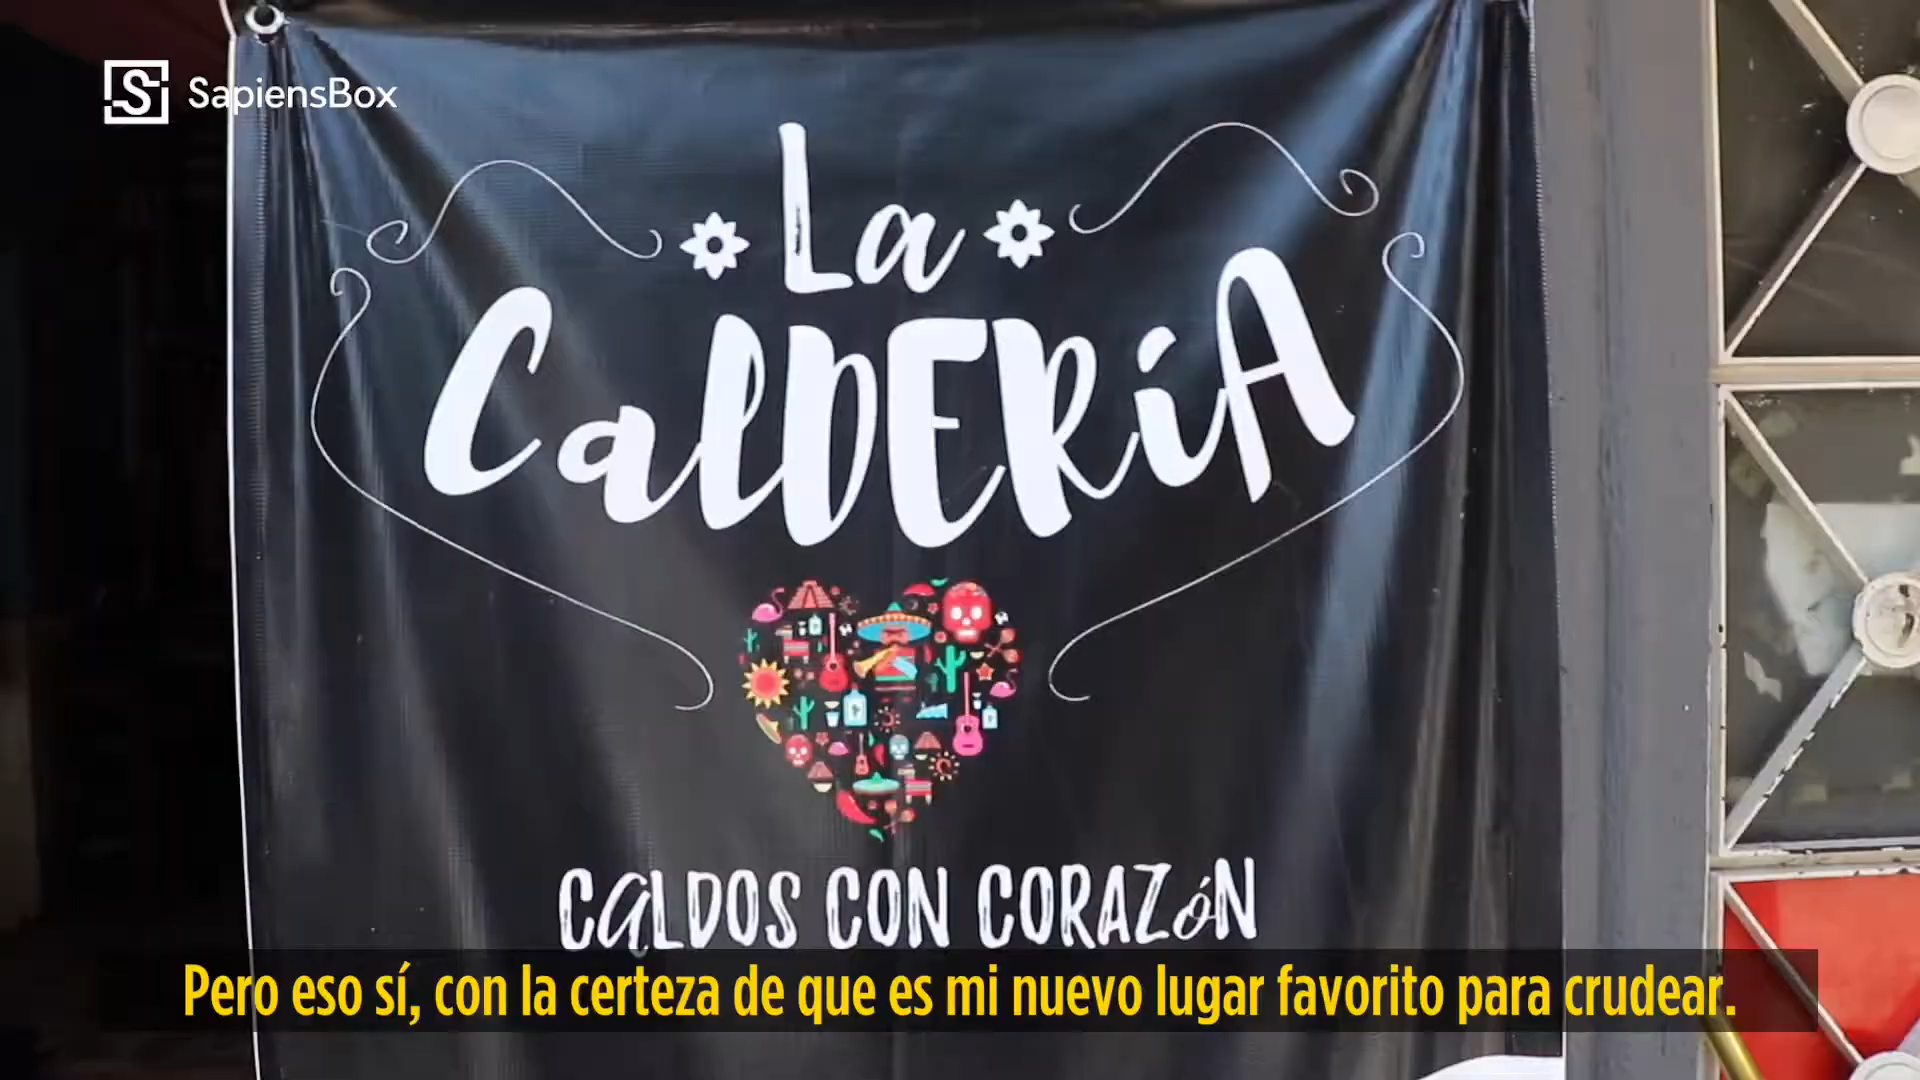 SapiensBox
La
CalDERíA
CALDOS CON CORAZóN
Pero eso sí, con la certeza de que es mi nuevo lugar favorito para crudear.